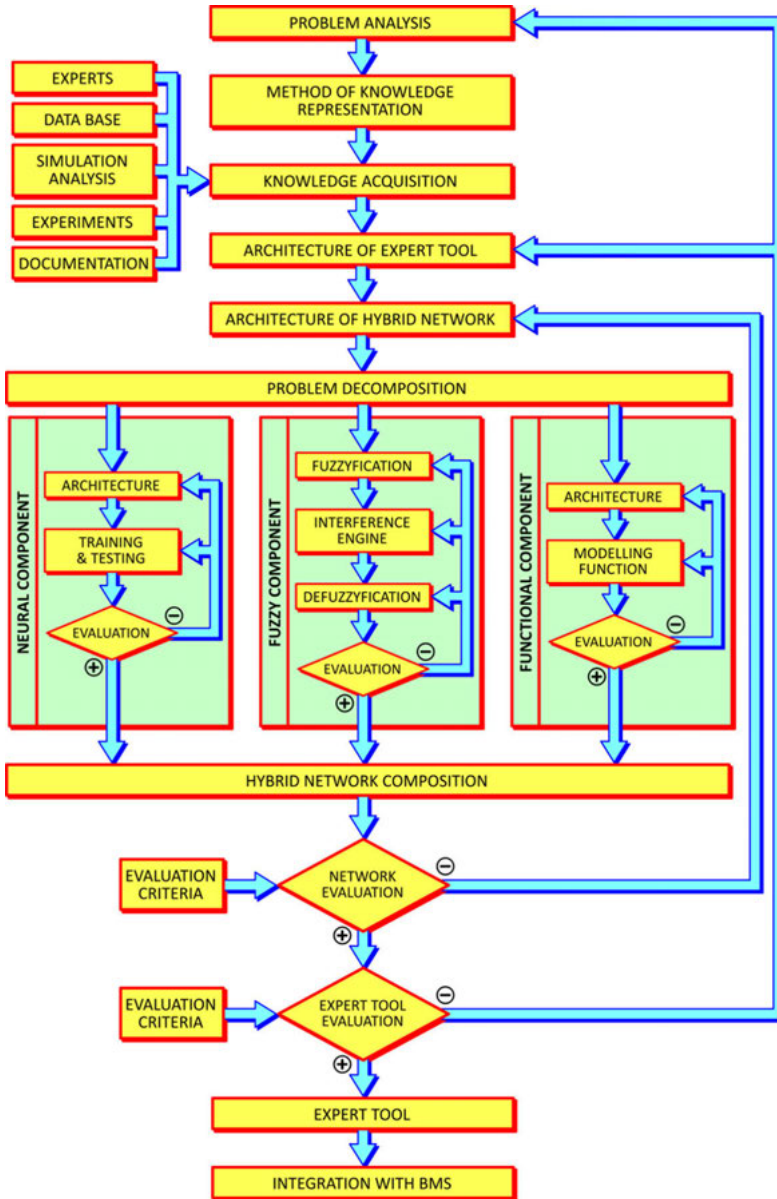 PROBLEM ANALYSIS
METHOD OF KNOWLEDGE
REPRESENTATION
EXPERTS
DATA BASE
SIMULATION
ANALYSIS
EXPERIMENTS
DOCUMENTATION
KNOWLEDGE ACQUISITION
ARCHITECTURE OF EXPERT TOOL
ARCHITECTURE OF HYBRID NETWORK
PROBLEM DECOMPOSITION
NEURAL COMPONENT
ARCHITECTURE
TRAINING
& TESTING
EVALUATION
−
+
FUZZY COMPONENT
FUZZYFICATION
INTERFERENCE
ENGINE
DEFUZZYFICATION
EVALUATION
−
+
FUNCTIONAL COMPONENT
ARCHITECTURE
MODELLING
FUNCTION
EVALUATION
−
+
HYBRID NETWORK COMPOSITION
EVALUATION
CRITERIA
NETWORK
EVALUATION
−
+
EVALUATION
CRITERIA
EXPERT TOOL
EVALUATION
−
+
EXPERT TOOL
INTEGRATION WITH BMS